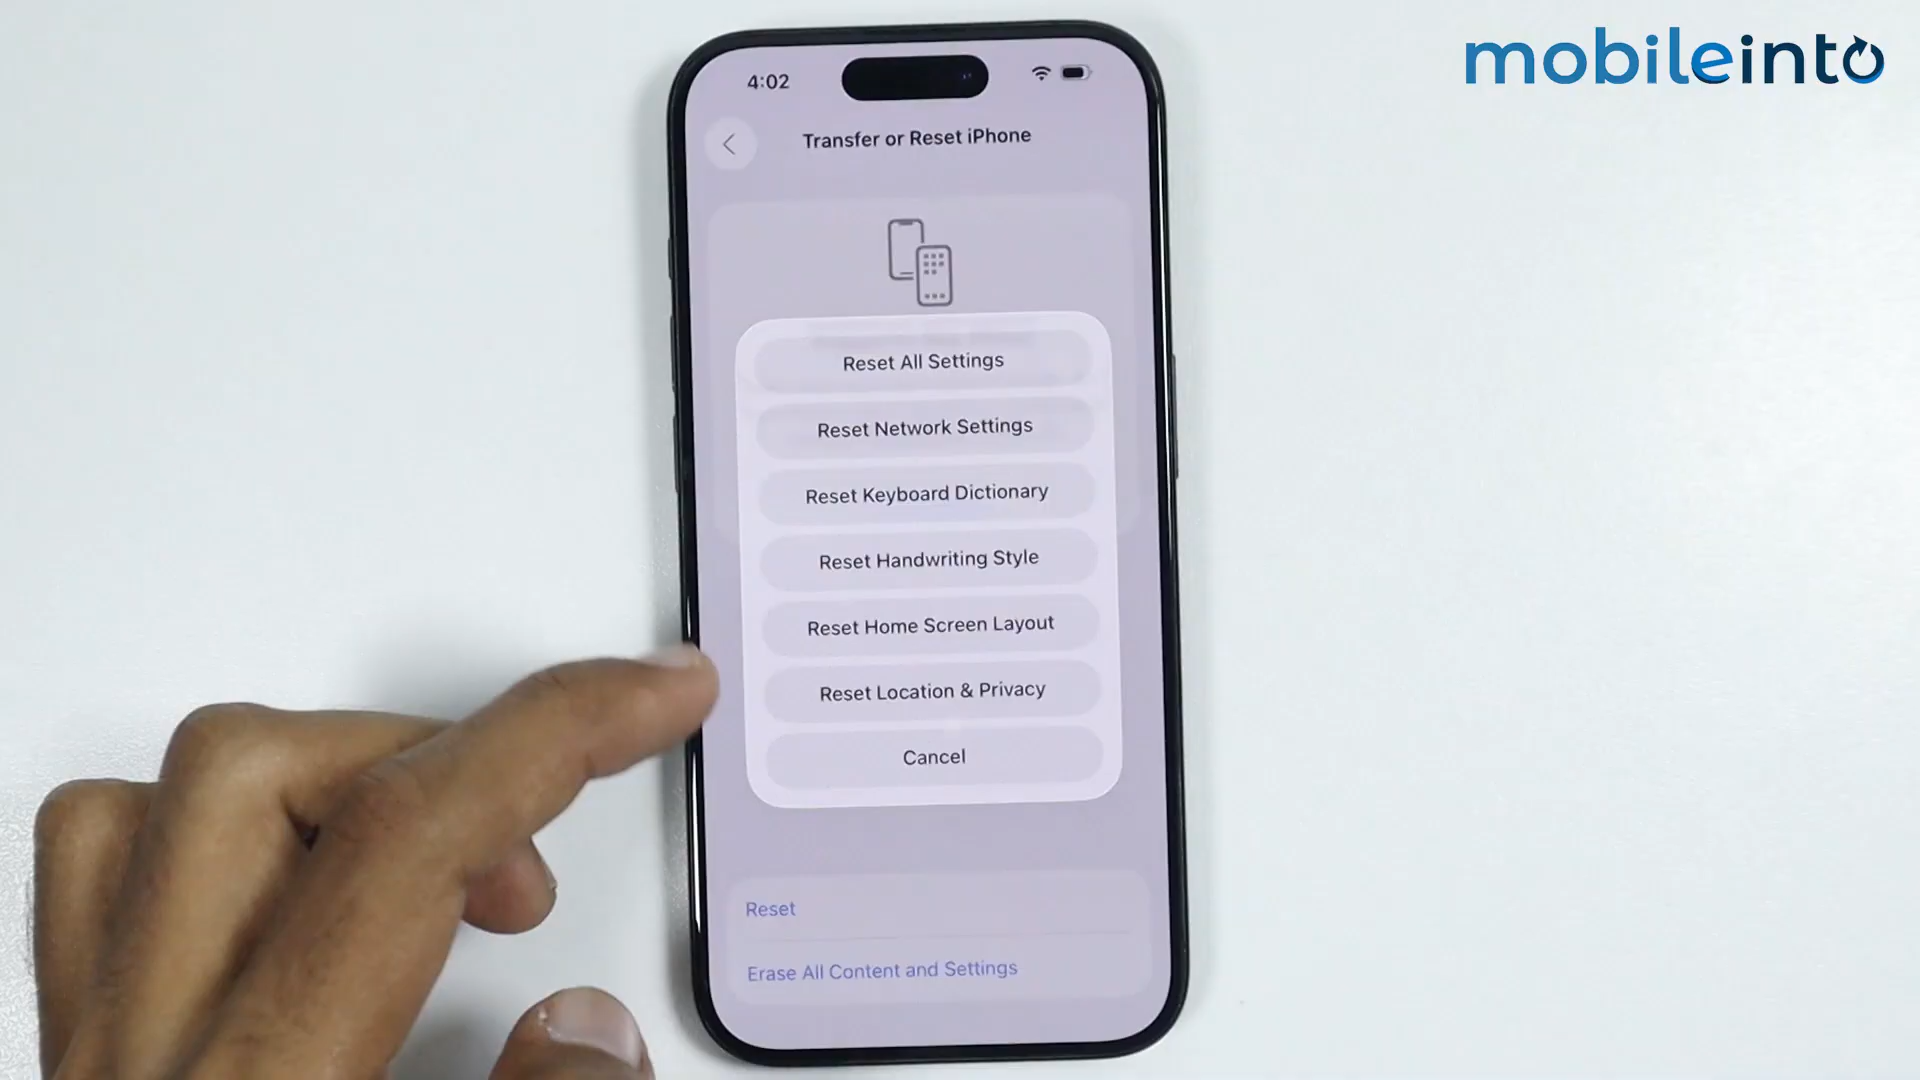 mobileinto
4:02
Transfer or Reset iPhone
Reset All Settings
Reset Network Settings
Reset Keyboard Dictionary
Reset Handwriting Style
Reset Home Screen Layout
Reset Location & Privacy
Cancel
Reset
Erase All Content and Settings